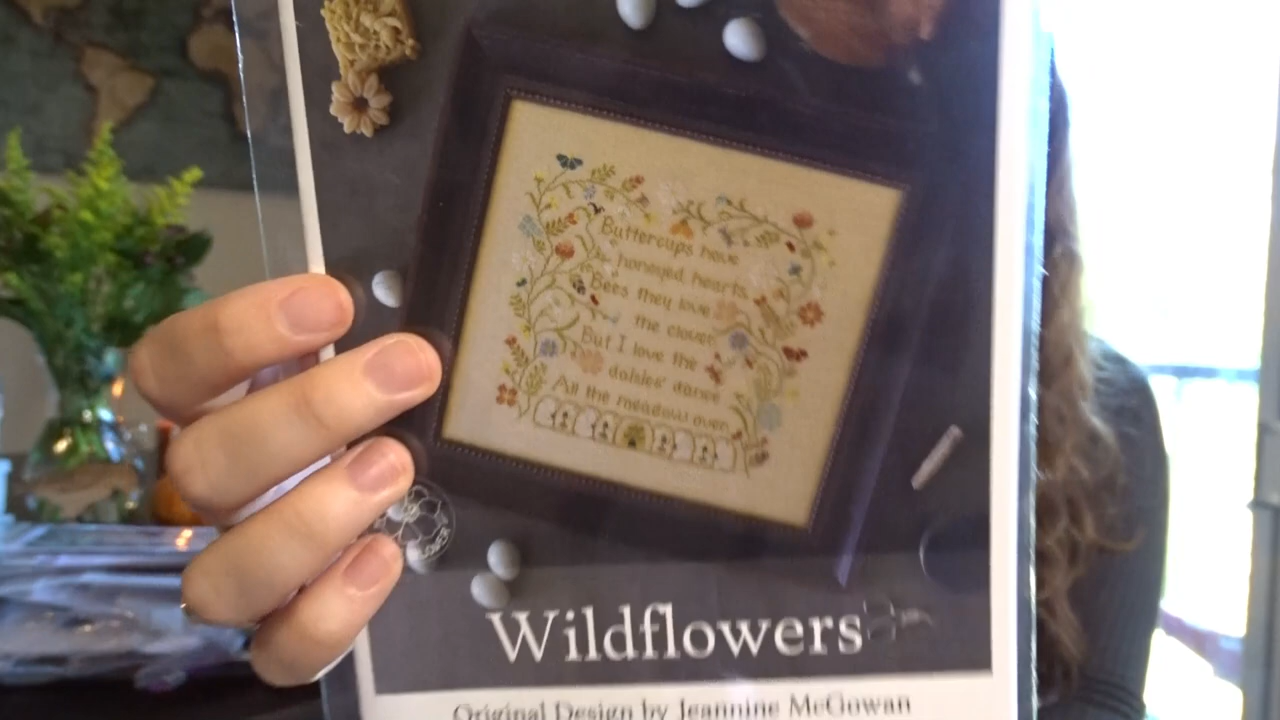 Buttercups have
honeyed hearts,
Bees they love
the clover,
But I love the
daisies' dance
All the meadow over.
Wildflowers
Original Design by Jeannine McGowan